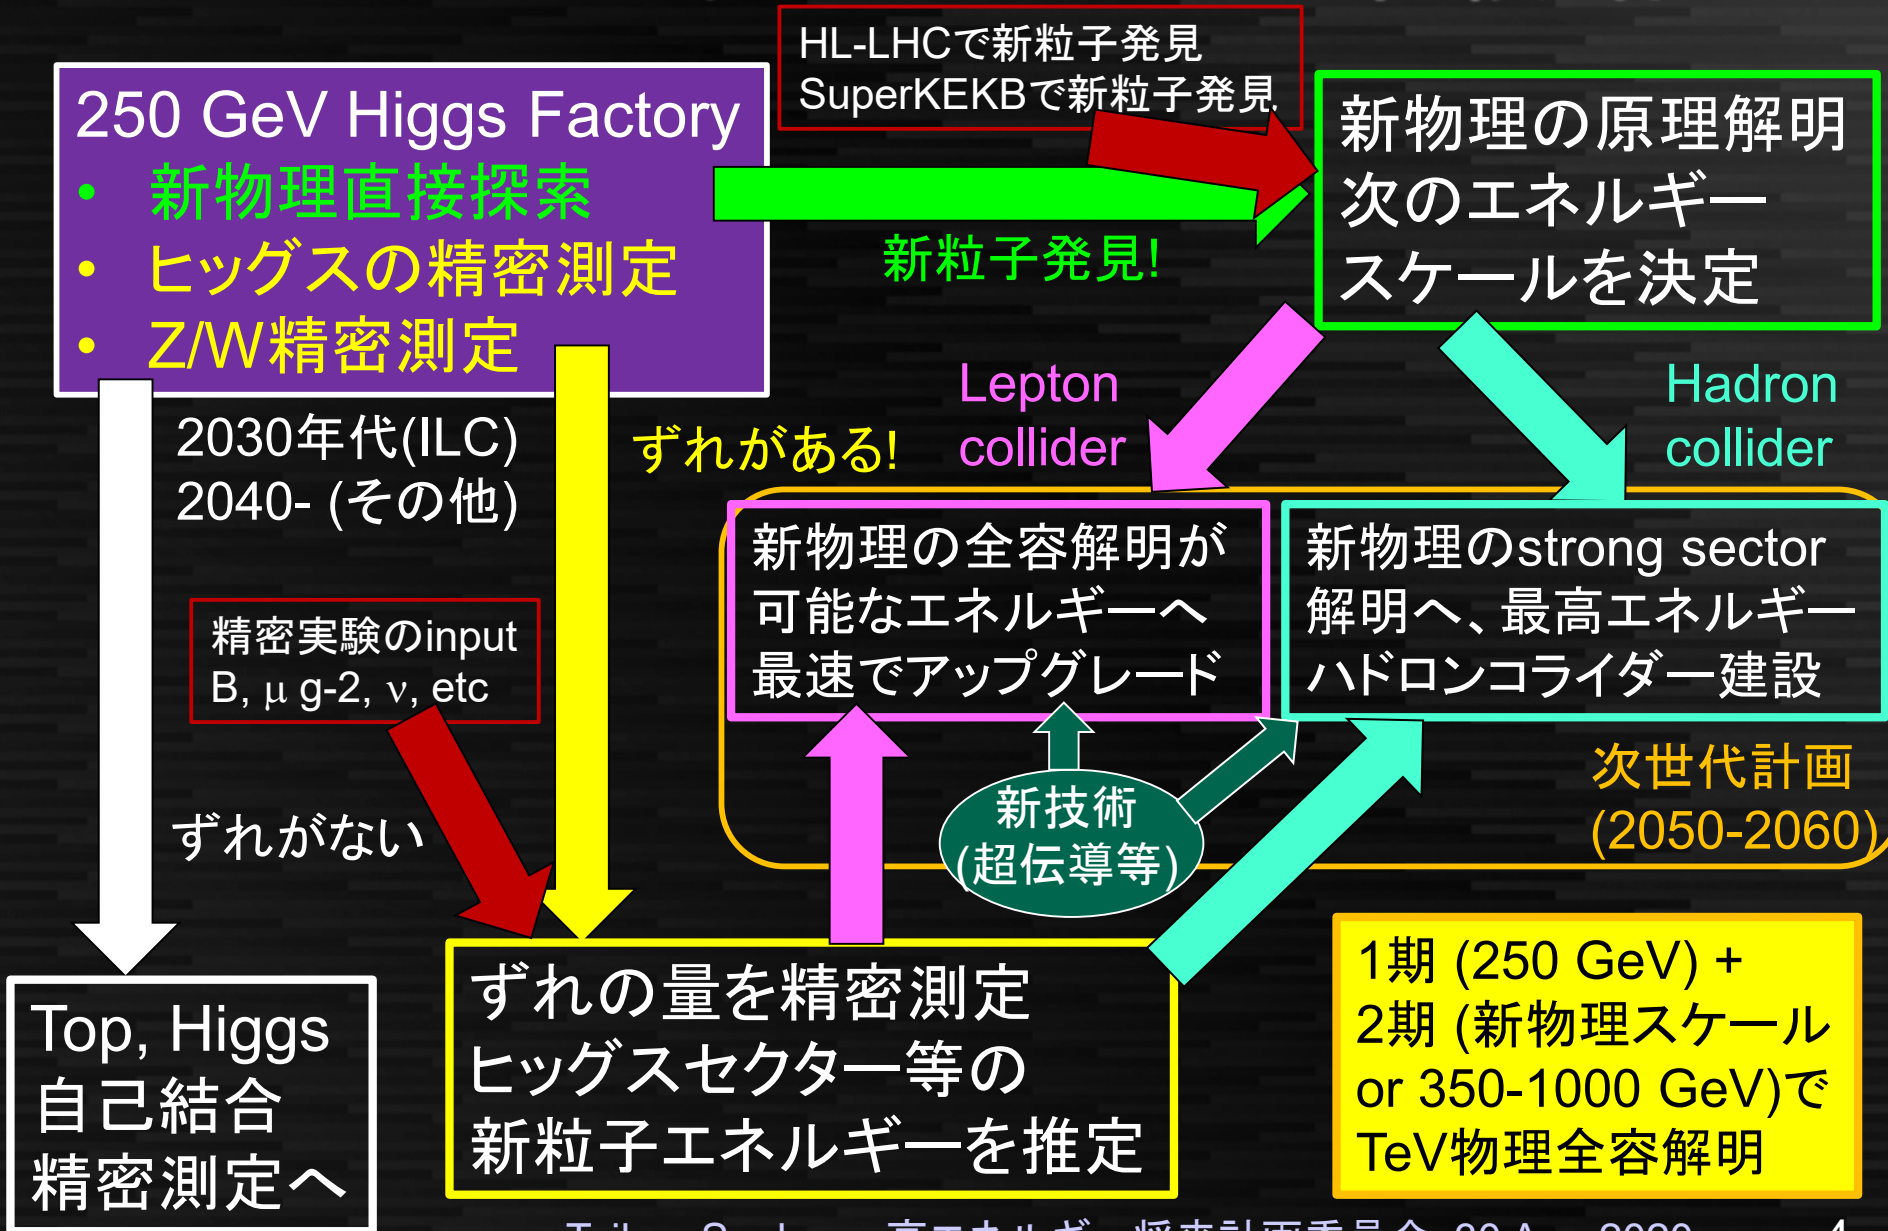 HL-LHCで新粒子発見
SuperKEKBで新粒子発見
250 GeV Higgs Factory
• 新物理直接探索
• ヒッグスの精密測定
• Z/W精密測定
新物理の原理解明
次のエネルギー
スケールを決定
新粒子発見!
2030年代(ILC)
2040- (その他)
ずれがある!
Lepton
collider
Hadron
collider
新物理の全容解明が
可能なエネルギーへ
最速でアップグレード
新物理のstrong sector
解明へ、最高エネルギー
ハドロンコライダー建設
精密実験のinput
B, μ g-2, ν, etc
ずれがない
新技術
(超伝導等)
次世代計画
(2050-2060)
Top, Higgs
自己結合
精密測定へ
ずれの量を精密測定
ヒッグスセクター等の
新粒子エネルギーを推定
1期 (250 GeV) +
2期 (新物理スケール
or 350-1000 GeV)で
TeV物理全容解明